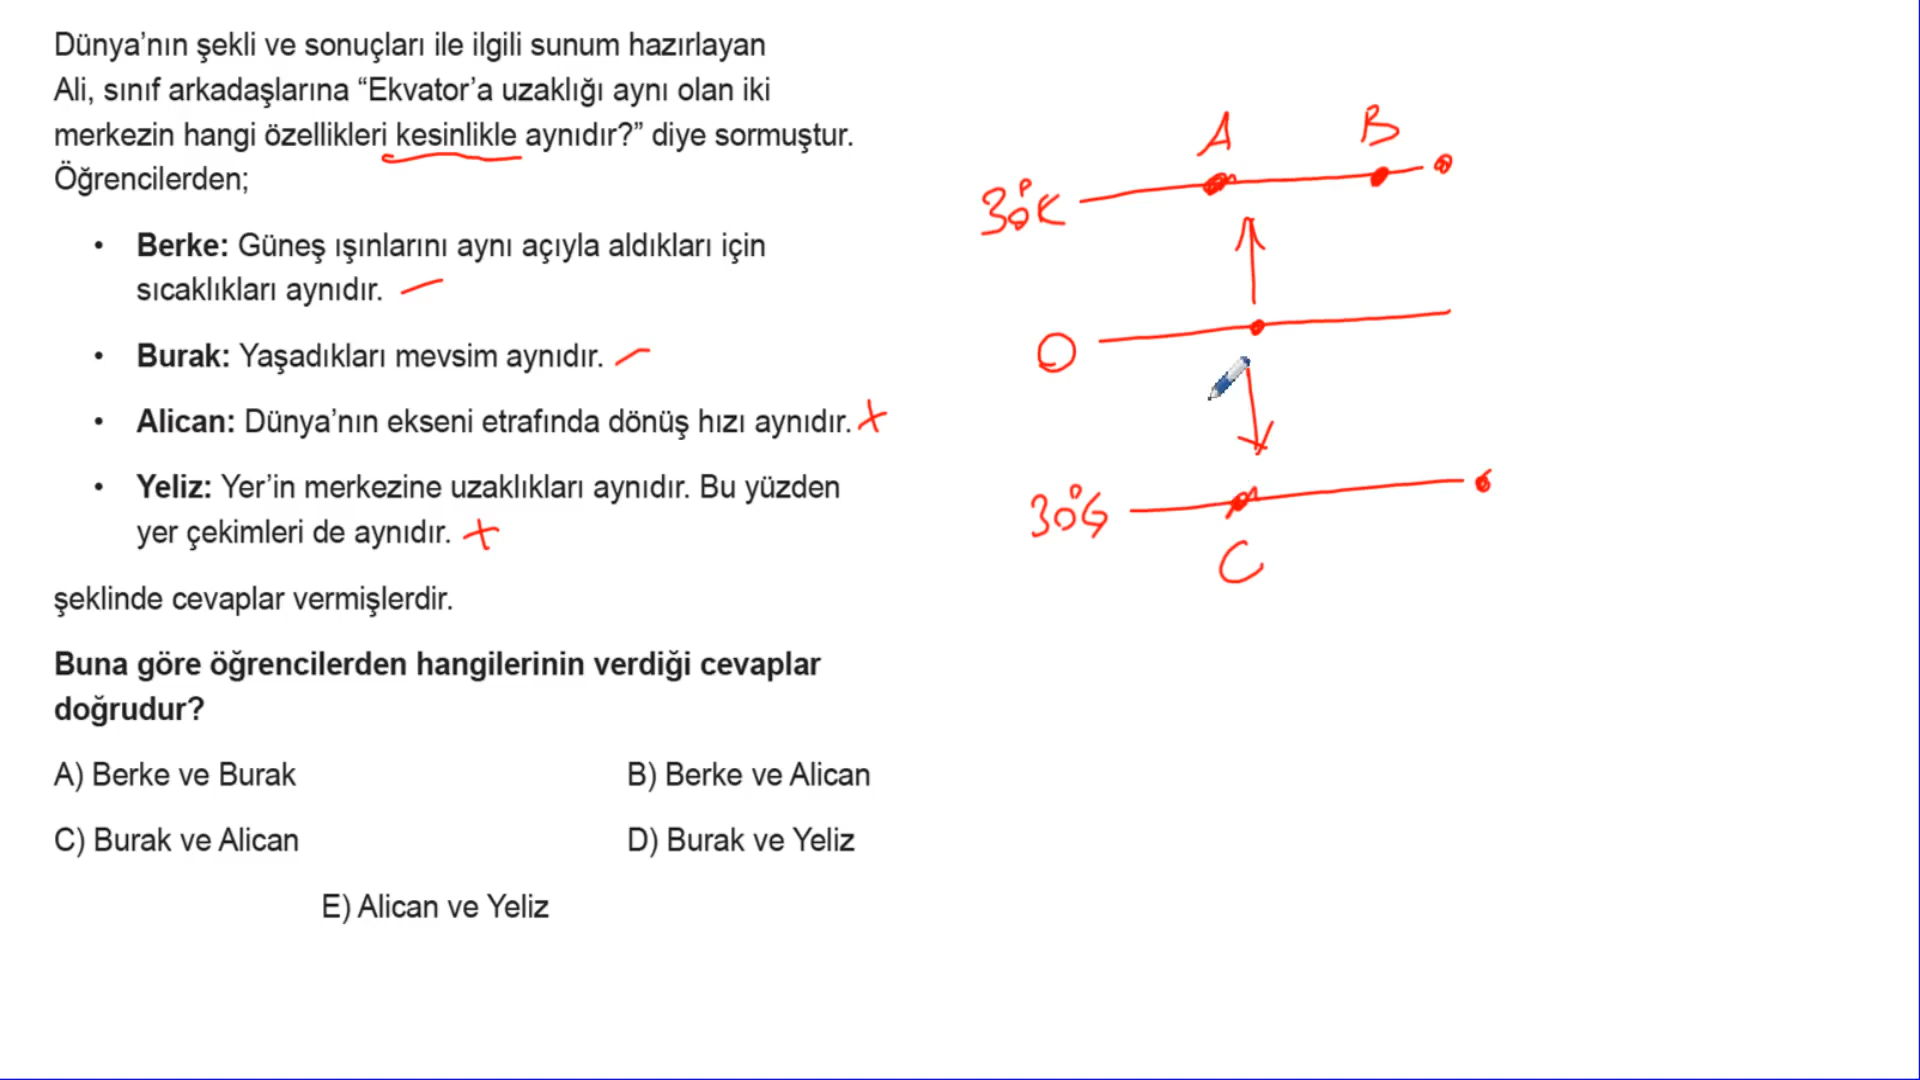 Dünya’nın şekli ve sonuçları ile ilgili sunum hazırlayan
Ali, sınıf arkadaşlarına “Ekvator’a uzaklığı aynı olan iki
merkezin hangi özellikleri kesinlikle aynıdır?” diye sormuştur.
Öğrencilerden;
• Berke: Güneş ışınlarını aynı açıyla aldıkları için
sıcaklıkları aynıdır. –
• Burak: Yaşadıkları mevsim aynıdır. –
• Alican: Dünya’nın ekseni etrafında dönüş hızı aynıdır. +
• Yeliz: Yer’in merkezine uzaklıkları aynıdır. Bu yüzden
yer çekimleri de aynıdır. +
şeklinde cevaplar vermişlerdir.
Buna göre öğrencilerden hangilerinin verdiği cevaplar
doğrudur?
A) Berke ve Burak
B) Berke ve Alican
C) Burak ve Alican
D) Burak ve Yeliz
E) Alican ve Yeliz
A B
30°K
0
30°G
C